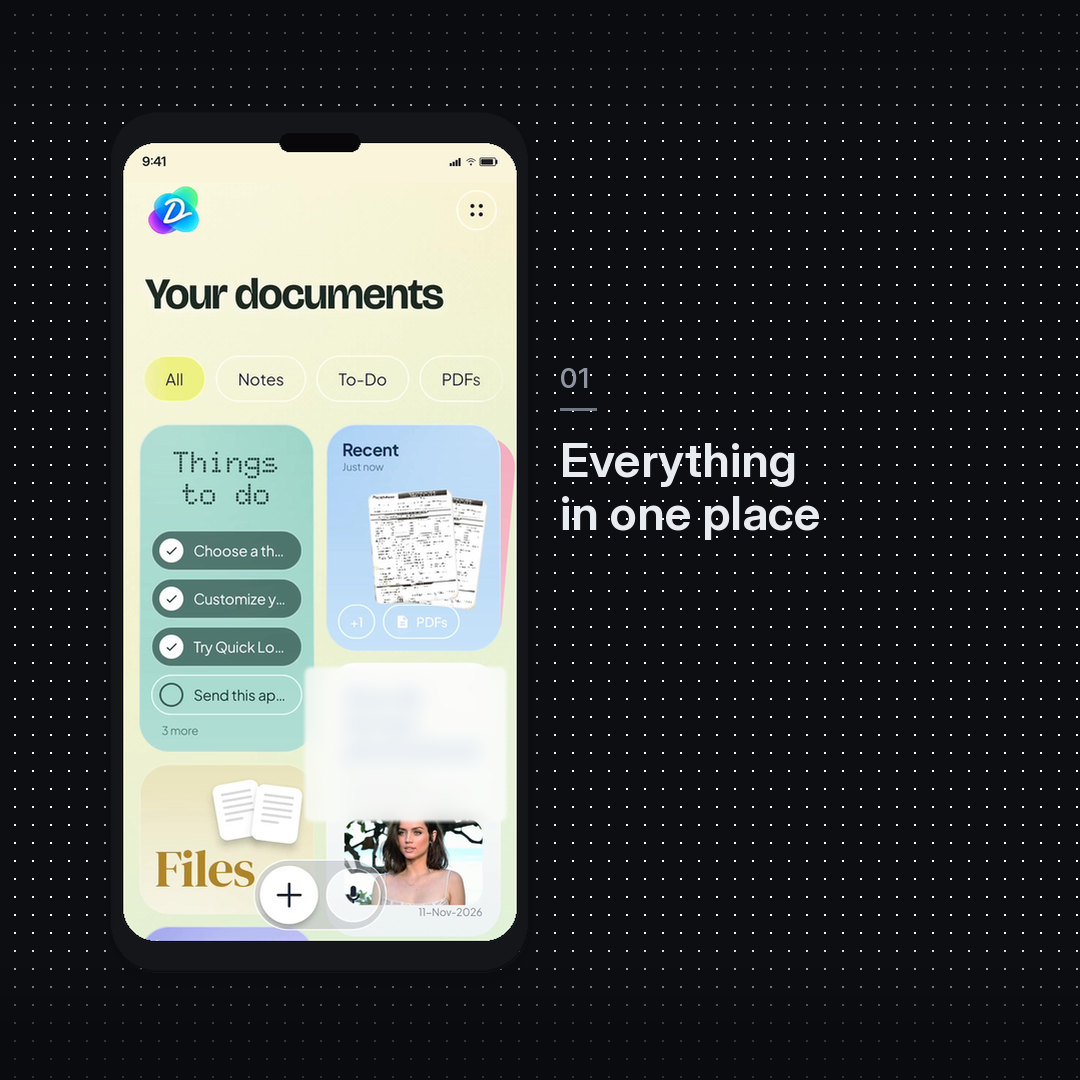 9:41
D
Your documents
All
Notes
To-Do
PDFs
Things
to do
Choose a th...
Customize y...
Try Quick Lo...
Send this ap...
3 more
Recent
Just now
+1
PDFs
Files
11-Nov-2026
01
Everything
in one place